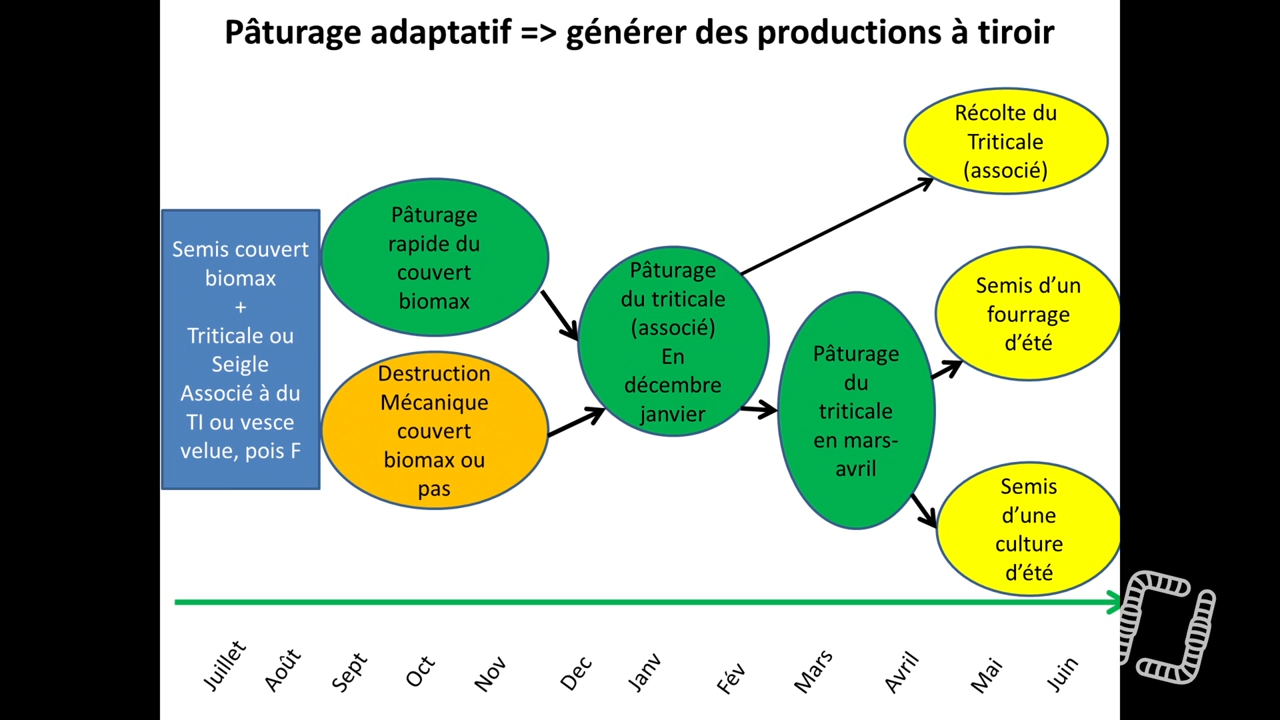 Pâturage adaptatif => générer des productions à tiroir
Semis couvert
biomax
+
Triticale ou
Seigle
Associé à du
TI ou vesce
velue, pois F
Pâturage
rapide du
couvert
biomax
Destruction
Mécanique
couvert
biomax ou
pas
Pâturage
du triticale
(associé)
En
décembre
janvier
Pâturage
du
triticale
en mars-
avril
Récolte du
Triticale
(associé)
Semis d’un
fourrage
d’été
Semis
d’une
culture
d’été
Juillet
Août
Sept
Oct
Nov
Dec
Janv
Fév
Mars
Avril
Mai
Juin